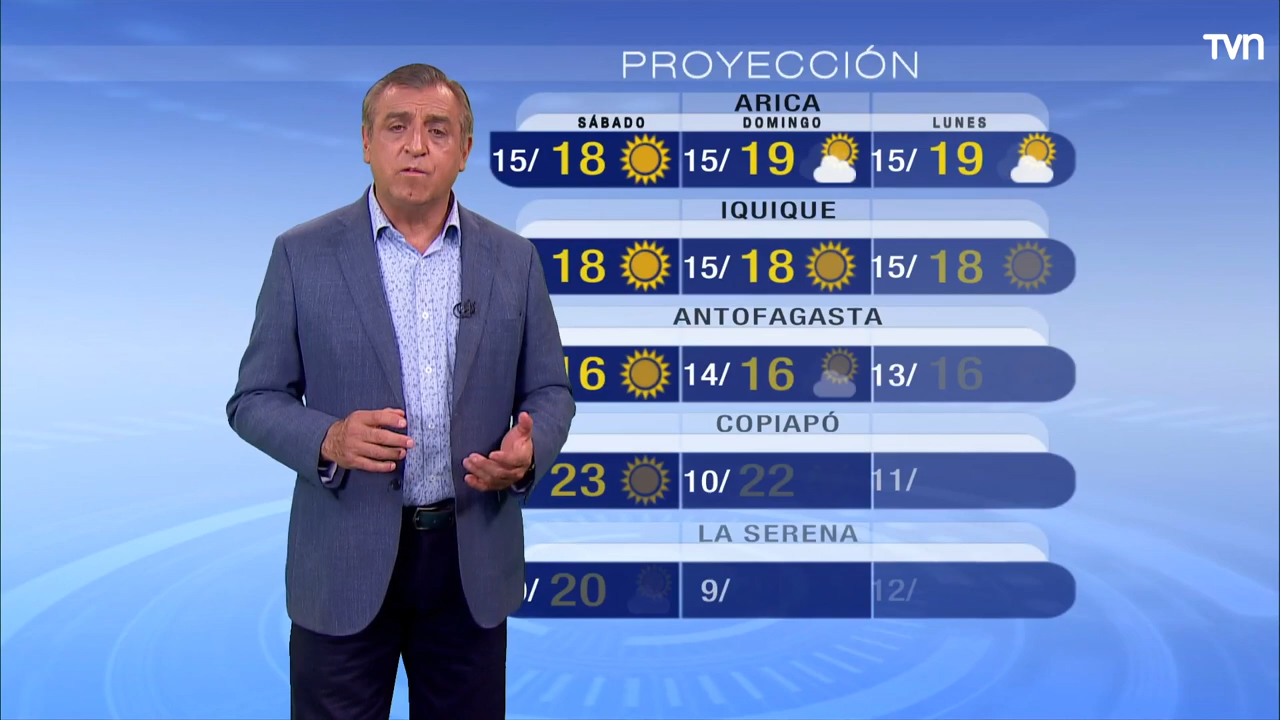 TVN
PROYECCIÓN
ARICA
SÁBADO DOMINGO LUNES
15/ 18 15/ 19 15/ 19
IQUIQUE
18 15/ 18 15/ 18
ANTOFAGASTA
16 14/ 16 13/ 16
COPIAPÓ
23 10/ 22 11/
LA SERENA
/ 20 9/ 12/